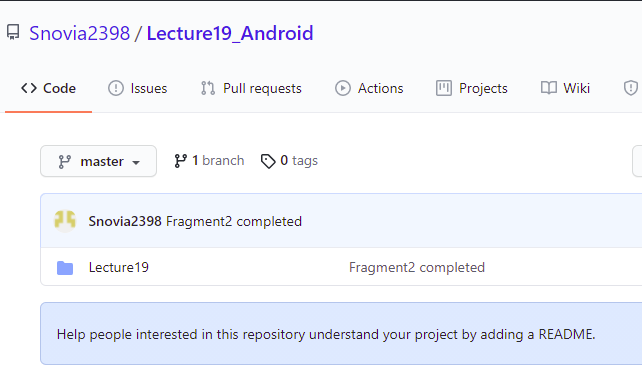 Snovia2398 / Lecture19_Android
<> Code Issues Pull requests Actions Projects Wiki
master 1 branch 0 tags
Snovia2398 Fragment2 completed
Lecture19 Fragment2 completed
Help people interested in this repository understand your project by adding a README.